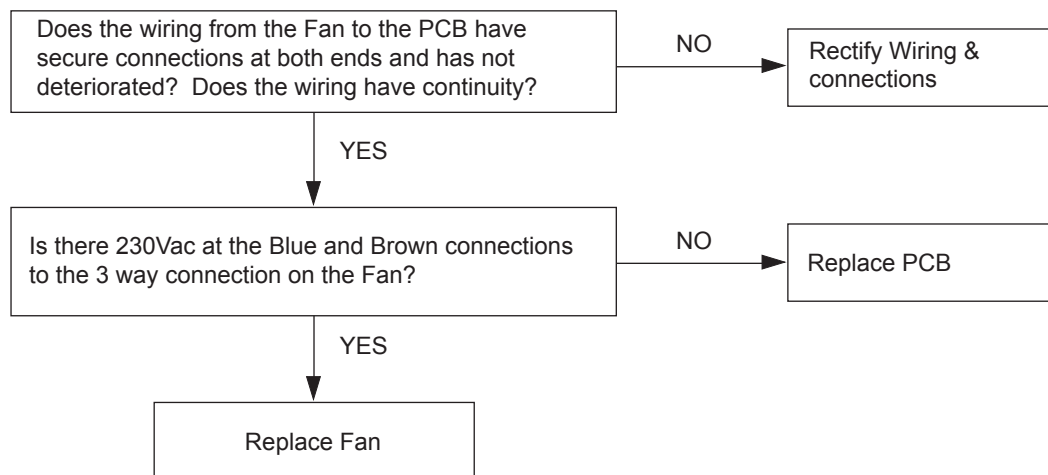 Does the wiring from the Fan to the PCB have
secure connections at both ends and has not
deteriorated?  Does the wiring have continuity?
NO
Rectify Wiring &
connections
YES
Is there 230Vac at the Blue and Brown connections
to the 3 way connection on the Fan?
NO
Replace PCB
YES
Replace Fan